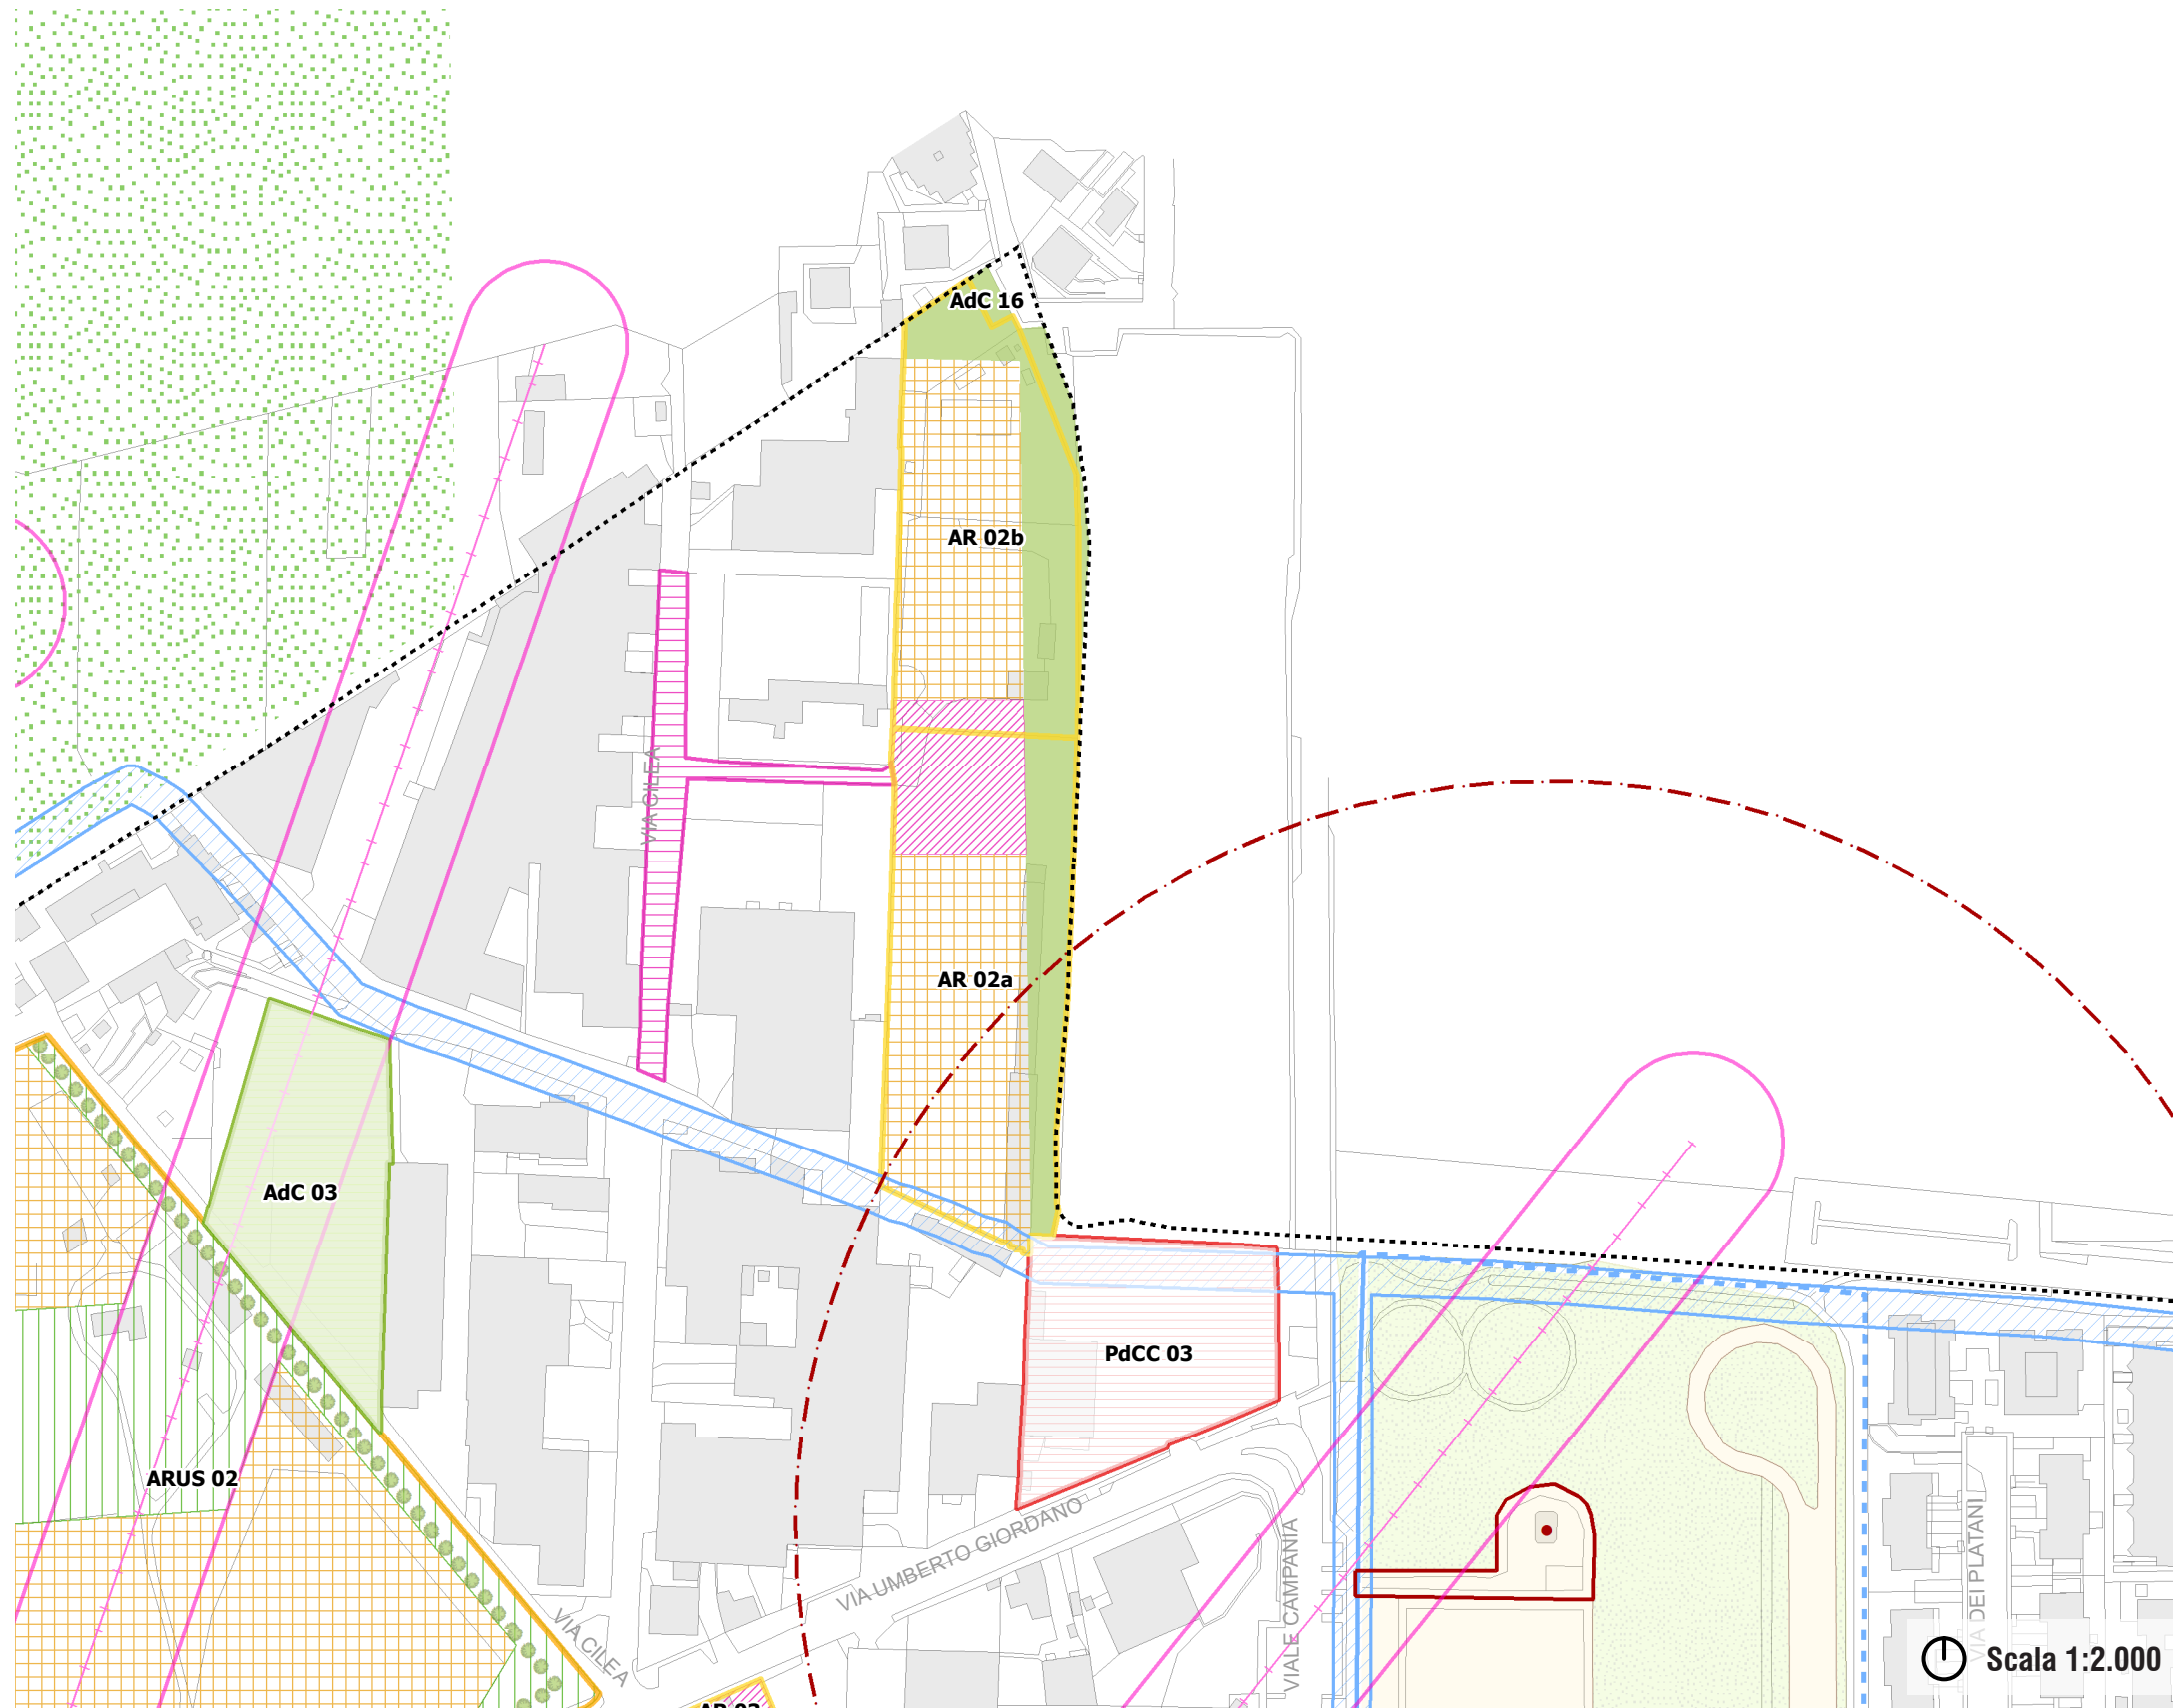 AdC 16
AR 02b
VIA CILEA
AR 02a
AdC 03
PdCC 03
ARUS 02
VIA UMBERTO GIORDANO
VIALE CAMPANIA
VIA DEI PLATANI
VIA CILEA
Scala 1:2.000